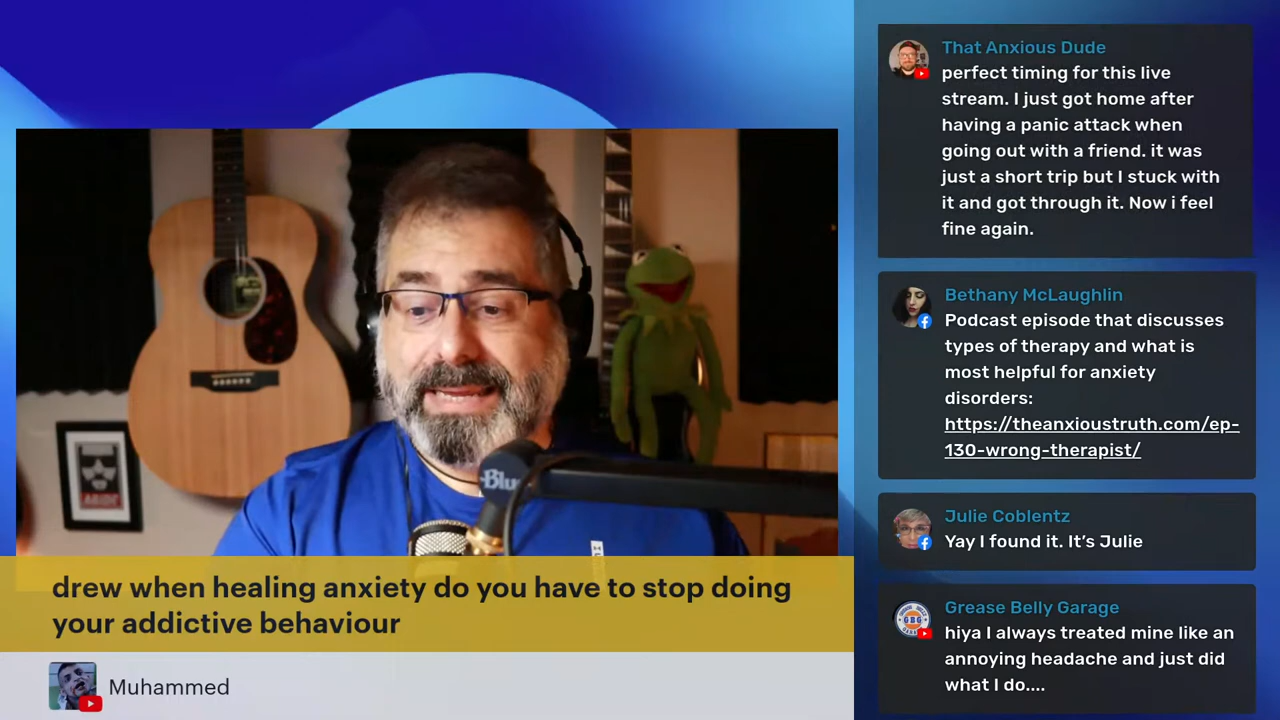 That Anxious Dude
perfect timing for this live
stream. I just got home after
having a panic attack when
going out with a friend. it was
just a short trip but I stuck with
it and got through it. Now i feel
fine again.
Bethany McLaughlin
Podcast episode that discusses
types of therapy and what is
most helpful for anxiety
disorders:
https://theanxioustruth.com/ep-
130-wrong-therapist/
Julie Coblentz
Yay I found it. It’s Julie
Grease Belly Garage
hiya I always treated mine like an
annoying headache and just did
what I do....
Blue
drew when healing anxiety do you have to stop doing
your addictive behaviour
Muhammed
GBG